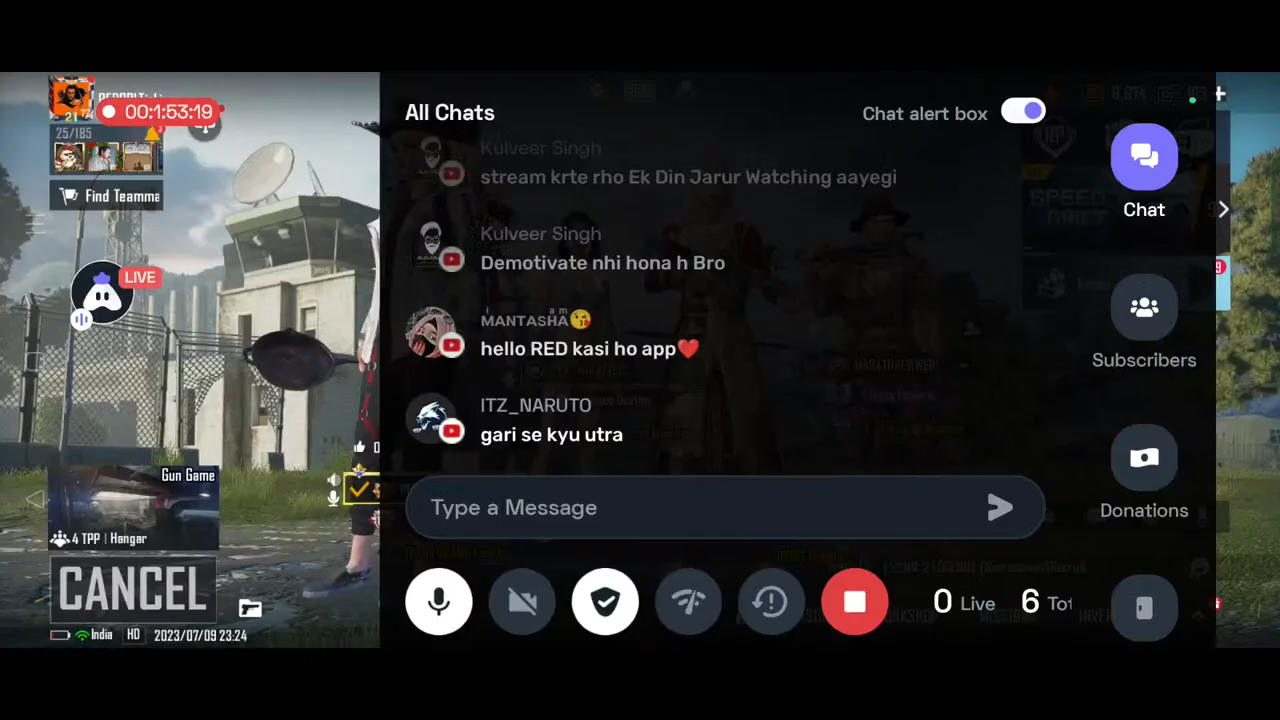 00:1:53:19
25/185
Find Teamma
LIVE
Gun Game
4 TPP | Hangar
CANCEL
India HD 2023/07/09 23:24
All Chats
Chat alert box
Kulveer Singh
stream krte rho Ek Din Jarur Watching aayegi
Kulveer Singh
Demotivate nhi hona h Bro
MANTASHA😘
hello RED kasi ho app❤️
ITZ_NARUTO
gari se kyu utra
Type a Message
0 Live 6 Tot
Chat
Subscribers
Donations